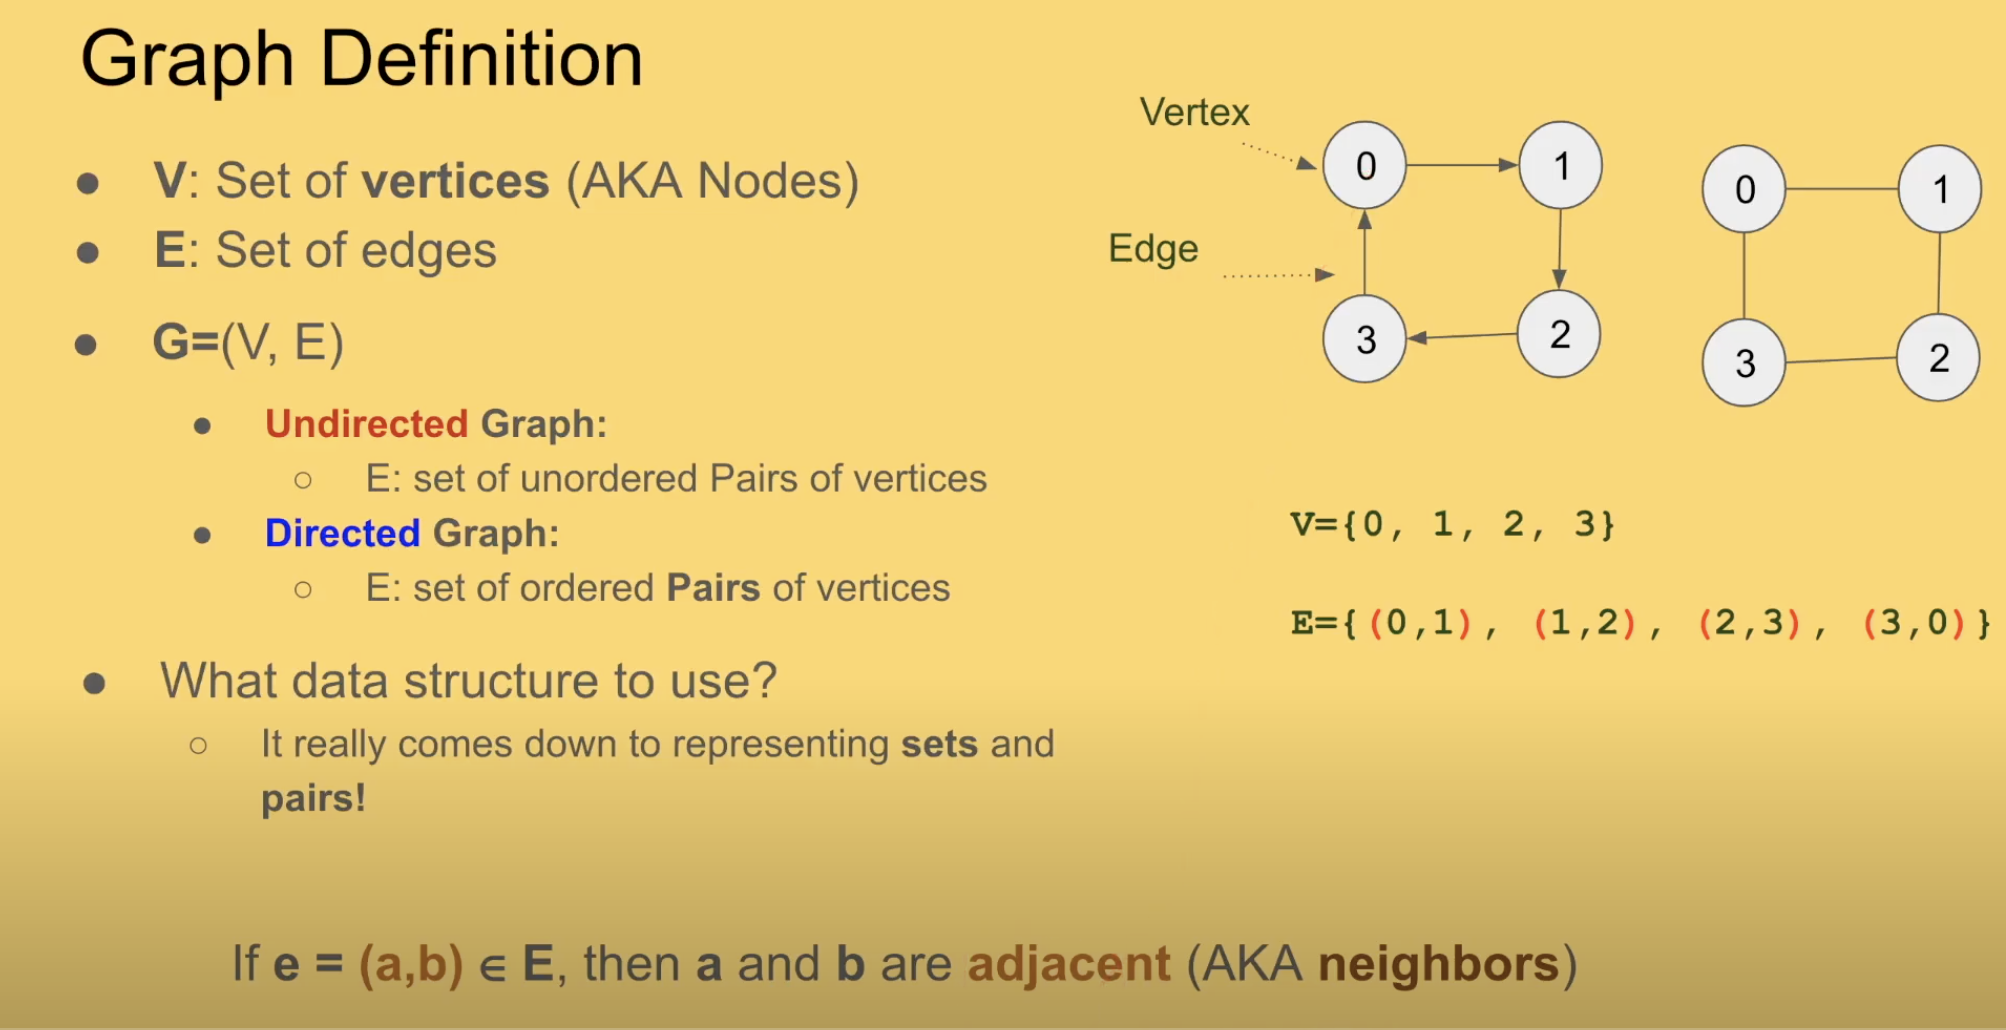 Graph Definition
● V: Set of vertices (AKA Nodes)
● E: Set of edges
● G=(V, E)
● Undirected Graph:
○ E: set of unordered Pairs of vertices
● Directed Graph:
○ E: set of ordered Pairs of vertices
● What data structure to use?
○ It really comes down to representing sets and
pairs!
Vertex
Edge
0
1
3
2
0
1
3
2
V={0, 1, 2, 3}
E={(0,1), (1,2), (2,3), (3,0)}
If e = (a,b) ∈ E, then a and b are adjacent (AKA neighbors)